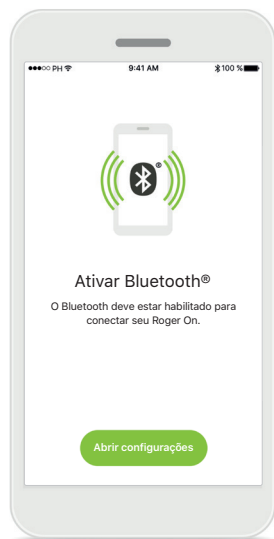 ●●●○○ PH 9:41 AM 100 %
Ativar Bluetooth®
O Bluetooth deve estar habilitado para
conectar seu Roger On.
Abrir configurações